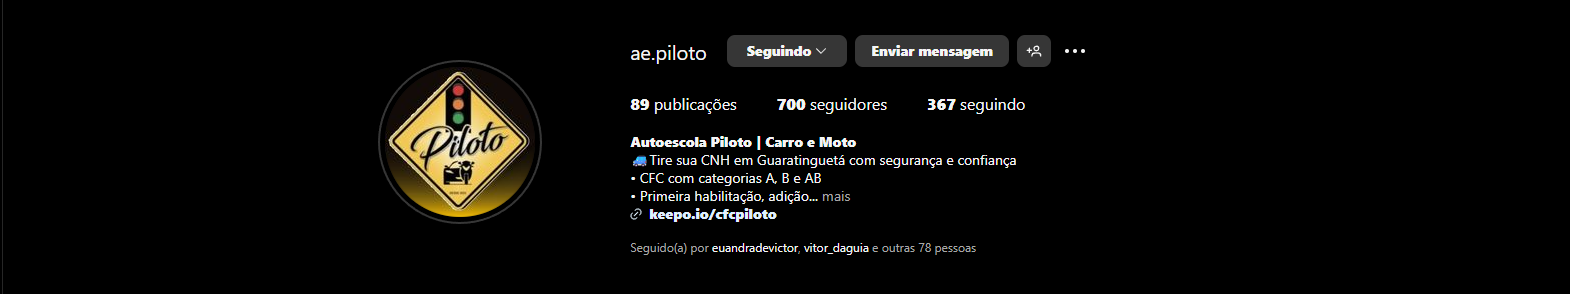 ae.piloto
Seguindo
Enviar mensagem
89 publicações
700 seguidores
367 seguindo
Piloto
Autoescola Piloto | Carro e Moto
🚙Tire sua CNH em Guaratinguetá com segurança e confiança
• CFC com categorias A, B e AB
• Primeira habilitação, adição... mais
keepo.io/cfcpiloto
Seguido(a) por euandradevictor, vitor_daguia e outras 78 pessoas